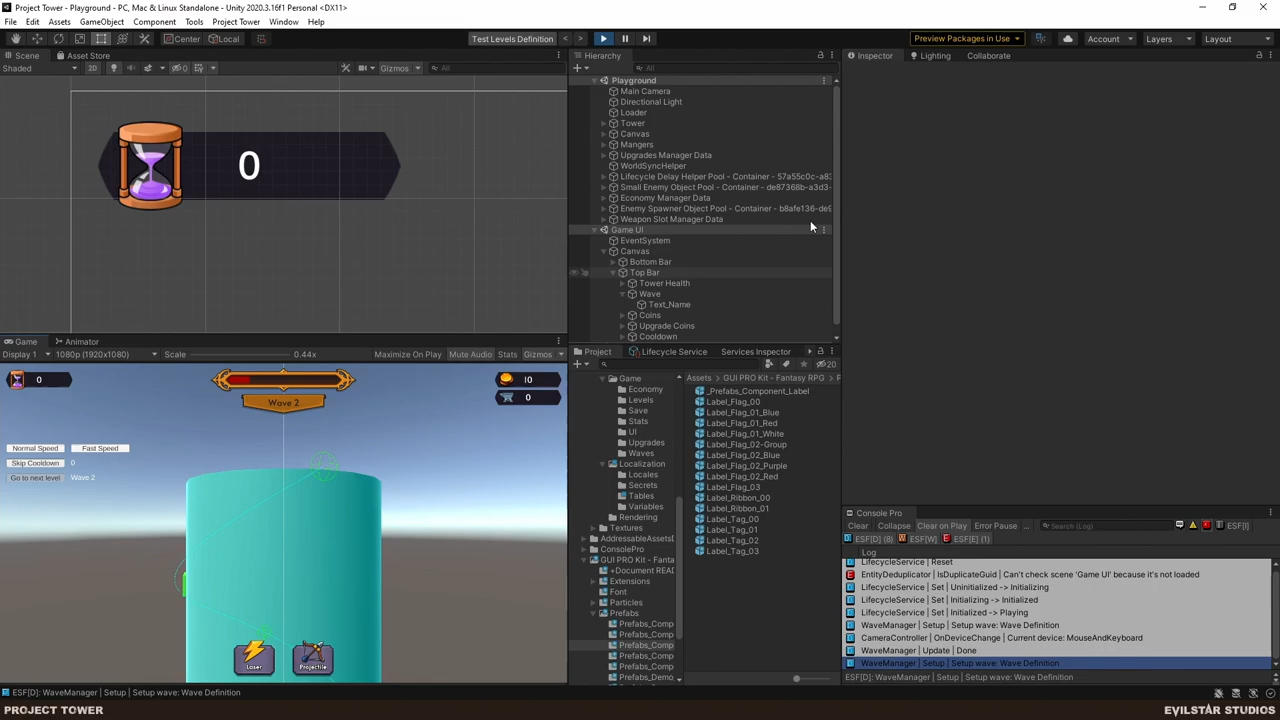 Project Tower - Playground - PC, Mac & Linux Standalone - Unity 2020.3.16f1 Personal <DX11>
File Edit Assets GameObject Component Tools Project Tower Window Help
Center Local
Test Levels Definition
Preview Packages in Use
Account
Layers
Layout
Scene Asset Store
Shaded
2D
0
Gizmos
All
0
Hierarchy
All
Playground
Main Camera
Directional Light
Loader
Tower
Canvas
Mangers
Upgrades Manager Data
WorldSyncHelper
Lifecycle Delay Helper Pool - Container - 57a55c0c-a8
Small Enemy Object Pool - Container - de87368b-a3d3-
Economy Manager Data
Enemy Spawner Object Pool - Container - b8afe136-de9
Weapon Slot Manager Data
Game UI
EventSystem
Canvas
Bottom Bar
Top Bar
Tower Health
Wave
Text_Name
Coins
Upgrade Coins
Cooldown
Inspector Lighting Collaborate
Game Animator
Display 1 1080p (1920x1080) Scale 0.44x Maximize On Play Mute Audio Stats Gizmos
0
10
Wave 2
0
Normal Speed Fast Speed
Skip Cooldown 0
Go to next level Wave 2
Laser Projectile
Project Lifecycle Service Services Inspector
20
Game
Economy
Levels
Save
Stats
UI
Upgrades
Waves
Localization
Locales
Secrets
Tables
Variables
Rendering
Textures
AddressableAssetsD
ConsolePro
GUI PRO Kit - Fanta
+Document READ
Extensions
Font
Particles
Prefabs
Prefabs_Comp
Prefabs_Comp
Prefabs_Comp
Prefabs_Comp
Prefabs_Comp
Prefabs_Demo
Assets GUI PRO Kit - Fantasy RPG P
_Prefabs_Component_Label
Label_Flag_00
Label_Flag_01_Blue
Label_Flag_01_Red
Label_Flag_01_White
Label_Flag_02-Group
Label_Flag_02_Blue
Label_Flag_02_Purple
Label_Flag_02_Red
Label_Flag_03
Label_Ribbon_00
Label_Ribbon_01
Label_Tag_00
Label_Tag_01
Label_Tag_02
Label_Tag_03
Console Pro
Clear Collapse Clear on Play Error Pause ... Search (Log) ESF[I]
ESF[D] (8) ESF[W] ESF[E] (1)
Log
LifecycleService | Reset
EntityDeduplicator | IsDuplicateGuid | Can't check scene 'Game UI' because it's not loaded
LifecycleService | Set | Uninitialized -> Initializing
LifecycleService | Set | Initializing -> Initialized
LifecycleService | Set | Initialized -> Playing
WaveManager | Setup | Setup wave: Wave Definition
CameraController | OnDeviceChange | Current device: MouseAndKeyboard
WaveManager | Update | Done
WaveManager | Setup | Setup wave: Wave Definition
ESF[D]: WaveManager | Setup | Setup wave: Wave Definition
ESF[D]: WaveManager | Setup | Setup wave: Wave Definition
PROJECT TOWER
EVILSTAR STUDIOS